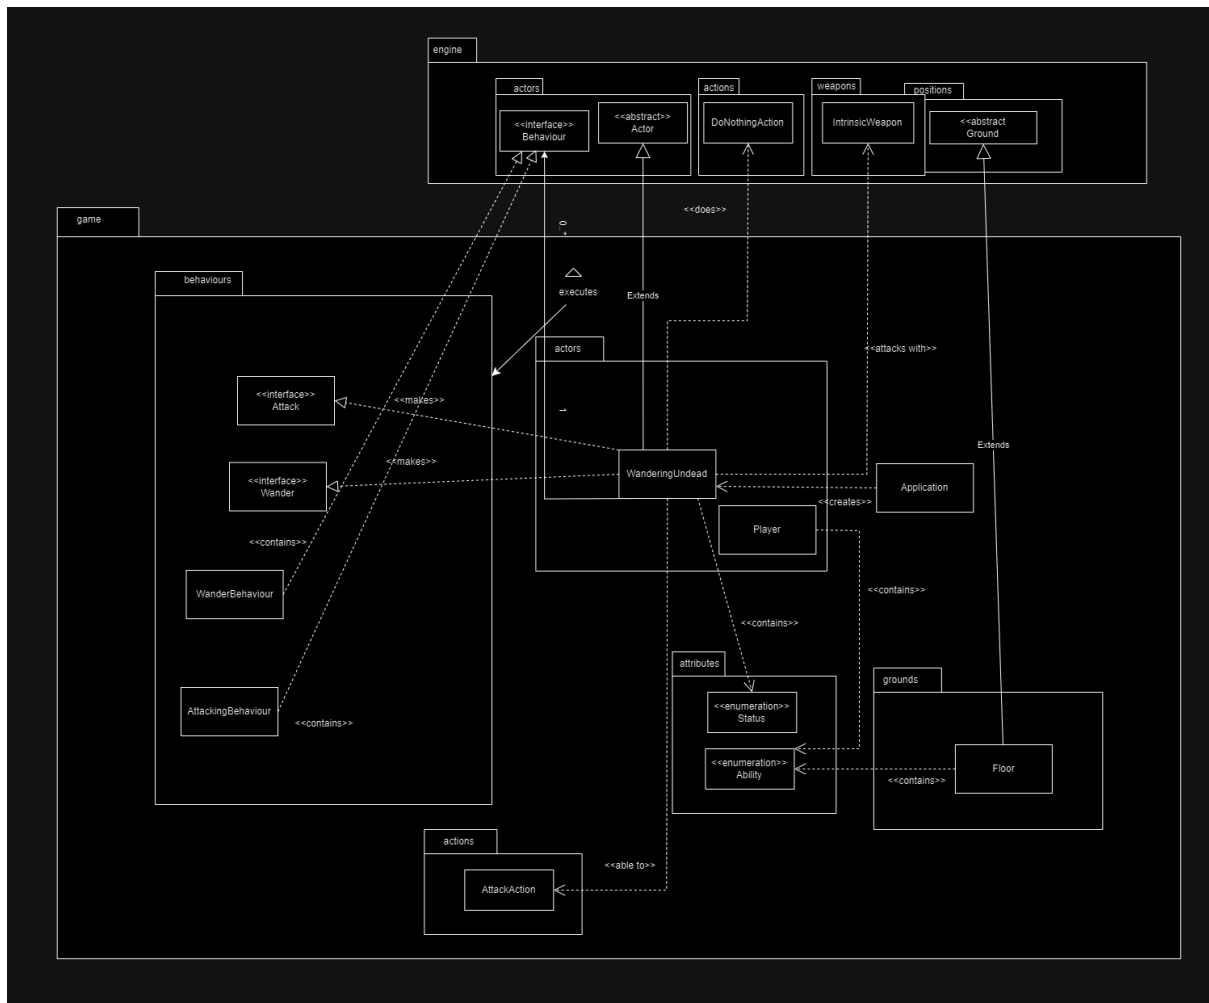 engine
actors
actions
weapons
positions
<<interface>>
Behaviour
<<abstract>>
Actor
DoNothingAction
IntrinsicWeapon
<<abstract
Ground
<<does>>
game
0..*
behaviours
executes
Extends
actors
<<attacks with>>
<<interface>>
Attack
<<makes>>
1
Extends
<<makes>>
<<interface>>
Wander
WanderingUndead
Application
<<creates>>
Player
<<contains>>
WanderBehaviour
<<contains>>
<<contains>>
attributes
grounds
AttackingBehaviour
<<contains>>
<<enumeration>>
Status
<<enumeration>>
Ability
Floor
<<contains>>
actions
<<able to>>
AttackAction